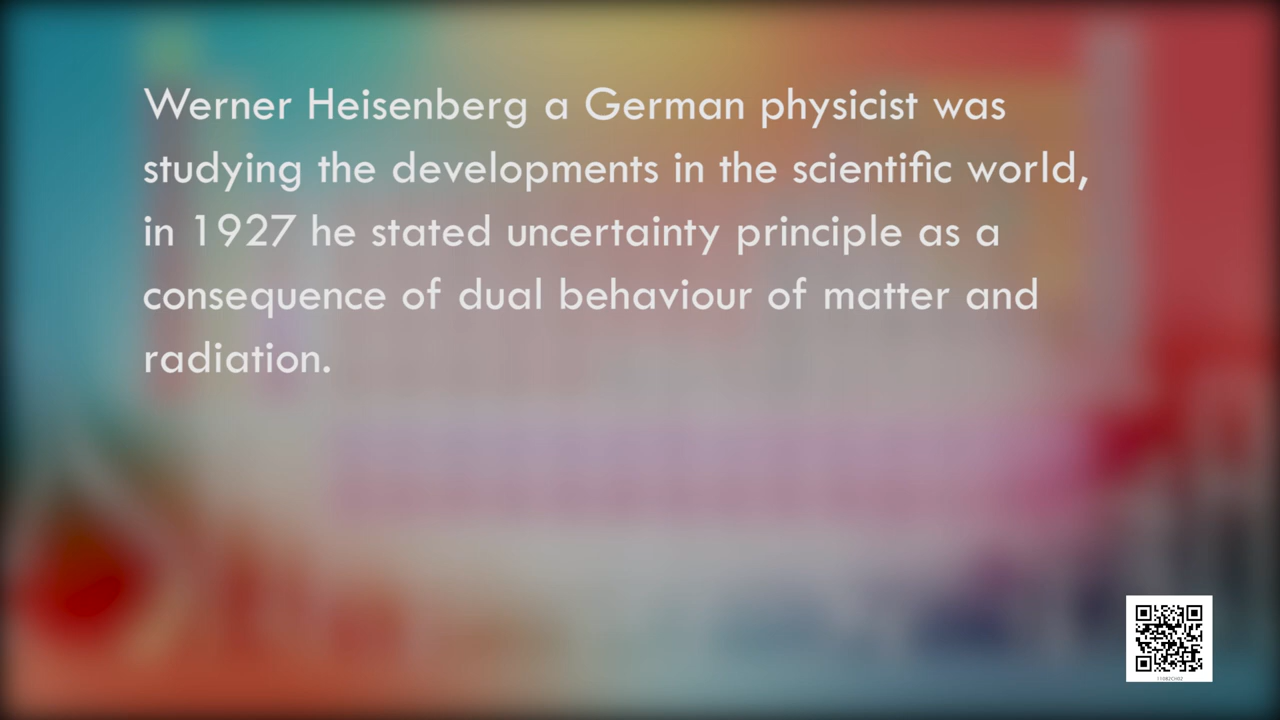 Werner Heisenberg a German physicist was
studying the developments in the scientific world,
in 1927 he stated uncertainty principle as a
consequence of dual behaviour of matter and
radiation.